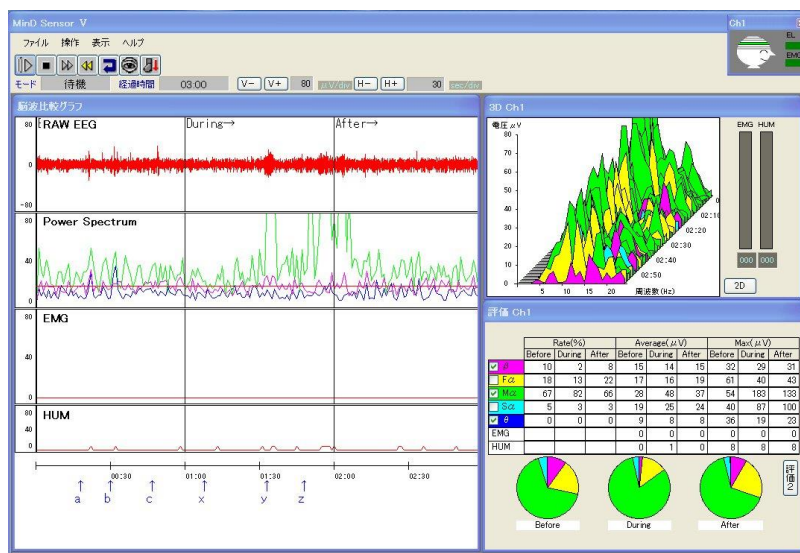 MinD Sensor V
ファイル 操作 表示 ヘルプ
モード 待機 経過時間 03:00 V- V+ 80 μV/div H- H+ 30 sec/div
Ch1
EL
EMG
脳波比較グラフ
80 RAW EEG During→ After→
0
-80
80 Power Spectrum
40
0
80 EMG
40
0
80 HUM
40
0
00:30 01:00 01:30 02:00 02:30
a b c x y z
3D Ch1
電圧μV
80
70
60
50
40
30
20
10
0
5 10 15 20 周波数(Hz)
02:10
02:20
02:30
02:40
02:50
EMG HUM
000 000
2D
評価 Ch1
Rate(%) Average(μV) Max(μV)
Before During After Before During After Before During After
β 10 2 8 15 14 15 32 29 31
Fα 18 13 22 17 16 19 61 40 43
Mα 67 82 66 28 48 37 54 183 133
Sα 5 3 3 19 25 24 40 87 100
θ 0 0 0 9 8 8 36 19 23
EMG 0 0 0 0 0 0
HUM 0 1 0 8 8 8
Before During After
評価2